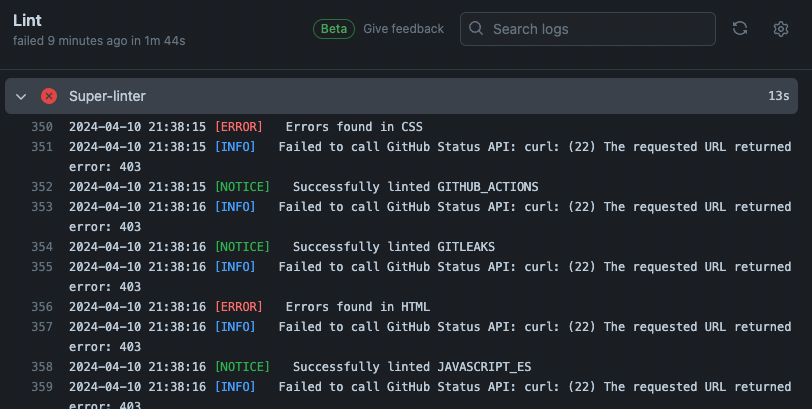 Lint
failed 9 minutes ago in 1m 44s
Beta Give feedback
Search logs
Super-linter 13s
350 2024-04-10 21:38:15 [ERROR] Errors found in CSS
351 2024-04-10 21:38:15 [INFO] Failed to call GitHub Status API: curl: (22) The requested URL returned
error: 403
352 2024-04-10 21:38:15 [NOTICE] Successfully linted GITHUB_ACTIONS
353 2024-04-10 21:38:16 [INFO] Failed to call GitHub Status API: curl: (22) The requested URL returned
error: 403
354 2024-04-10 21:38:16 [NOTICE] Successfully linted GITLEAKS
355 2024-04-10 21:38:16 [INFO] Failed to call GitHub Status API: curl: (22) The requested URL returned
error: 403
356 2024-04-10 21:38:16 [ERROR] Errors found in HTML
357 2024-04-10 21:38:16 [INFO] Failed to call GitHub Status API: curl: (22) The requested URL returned
error: 403
358 2024-04-10 21:38:16 [NOTICE] Successfully linted JAVASCRIPT_ES
359 2024-04-10 21:38:16 [INFO] Failed to call GitHub Status API: curl: (22) The requested URL returned
error: 403